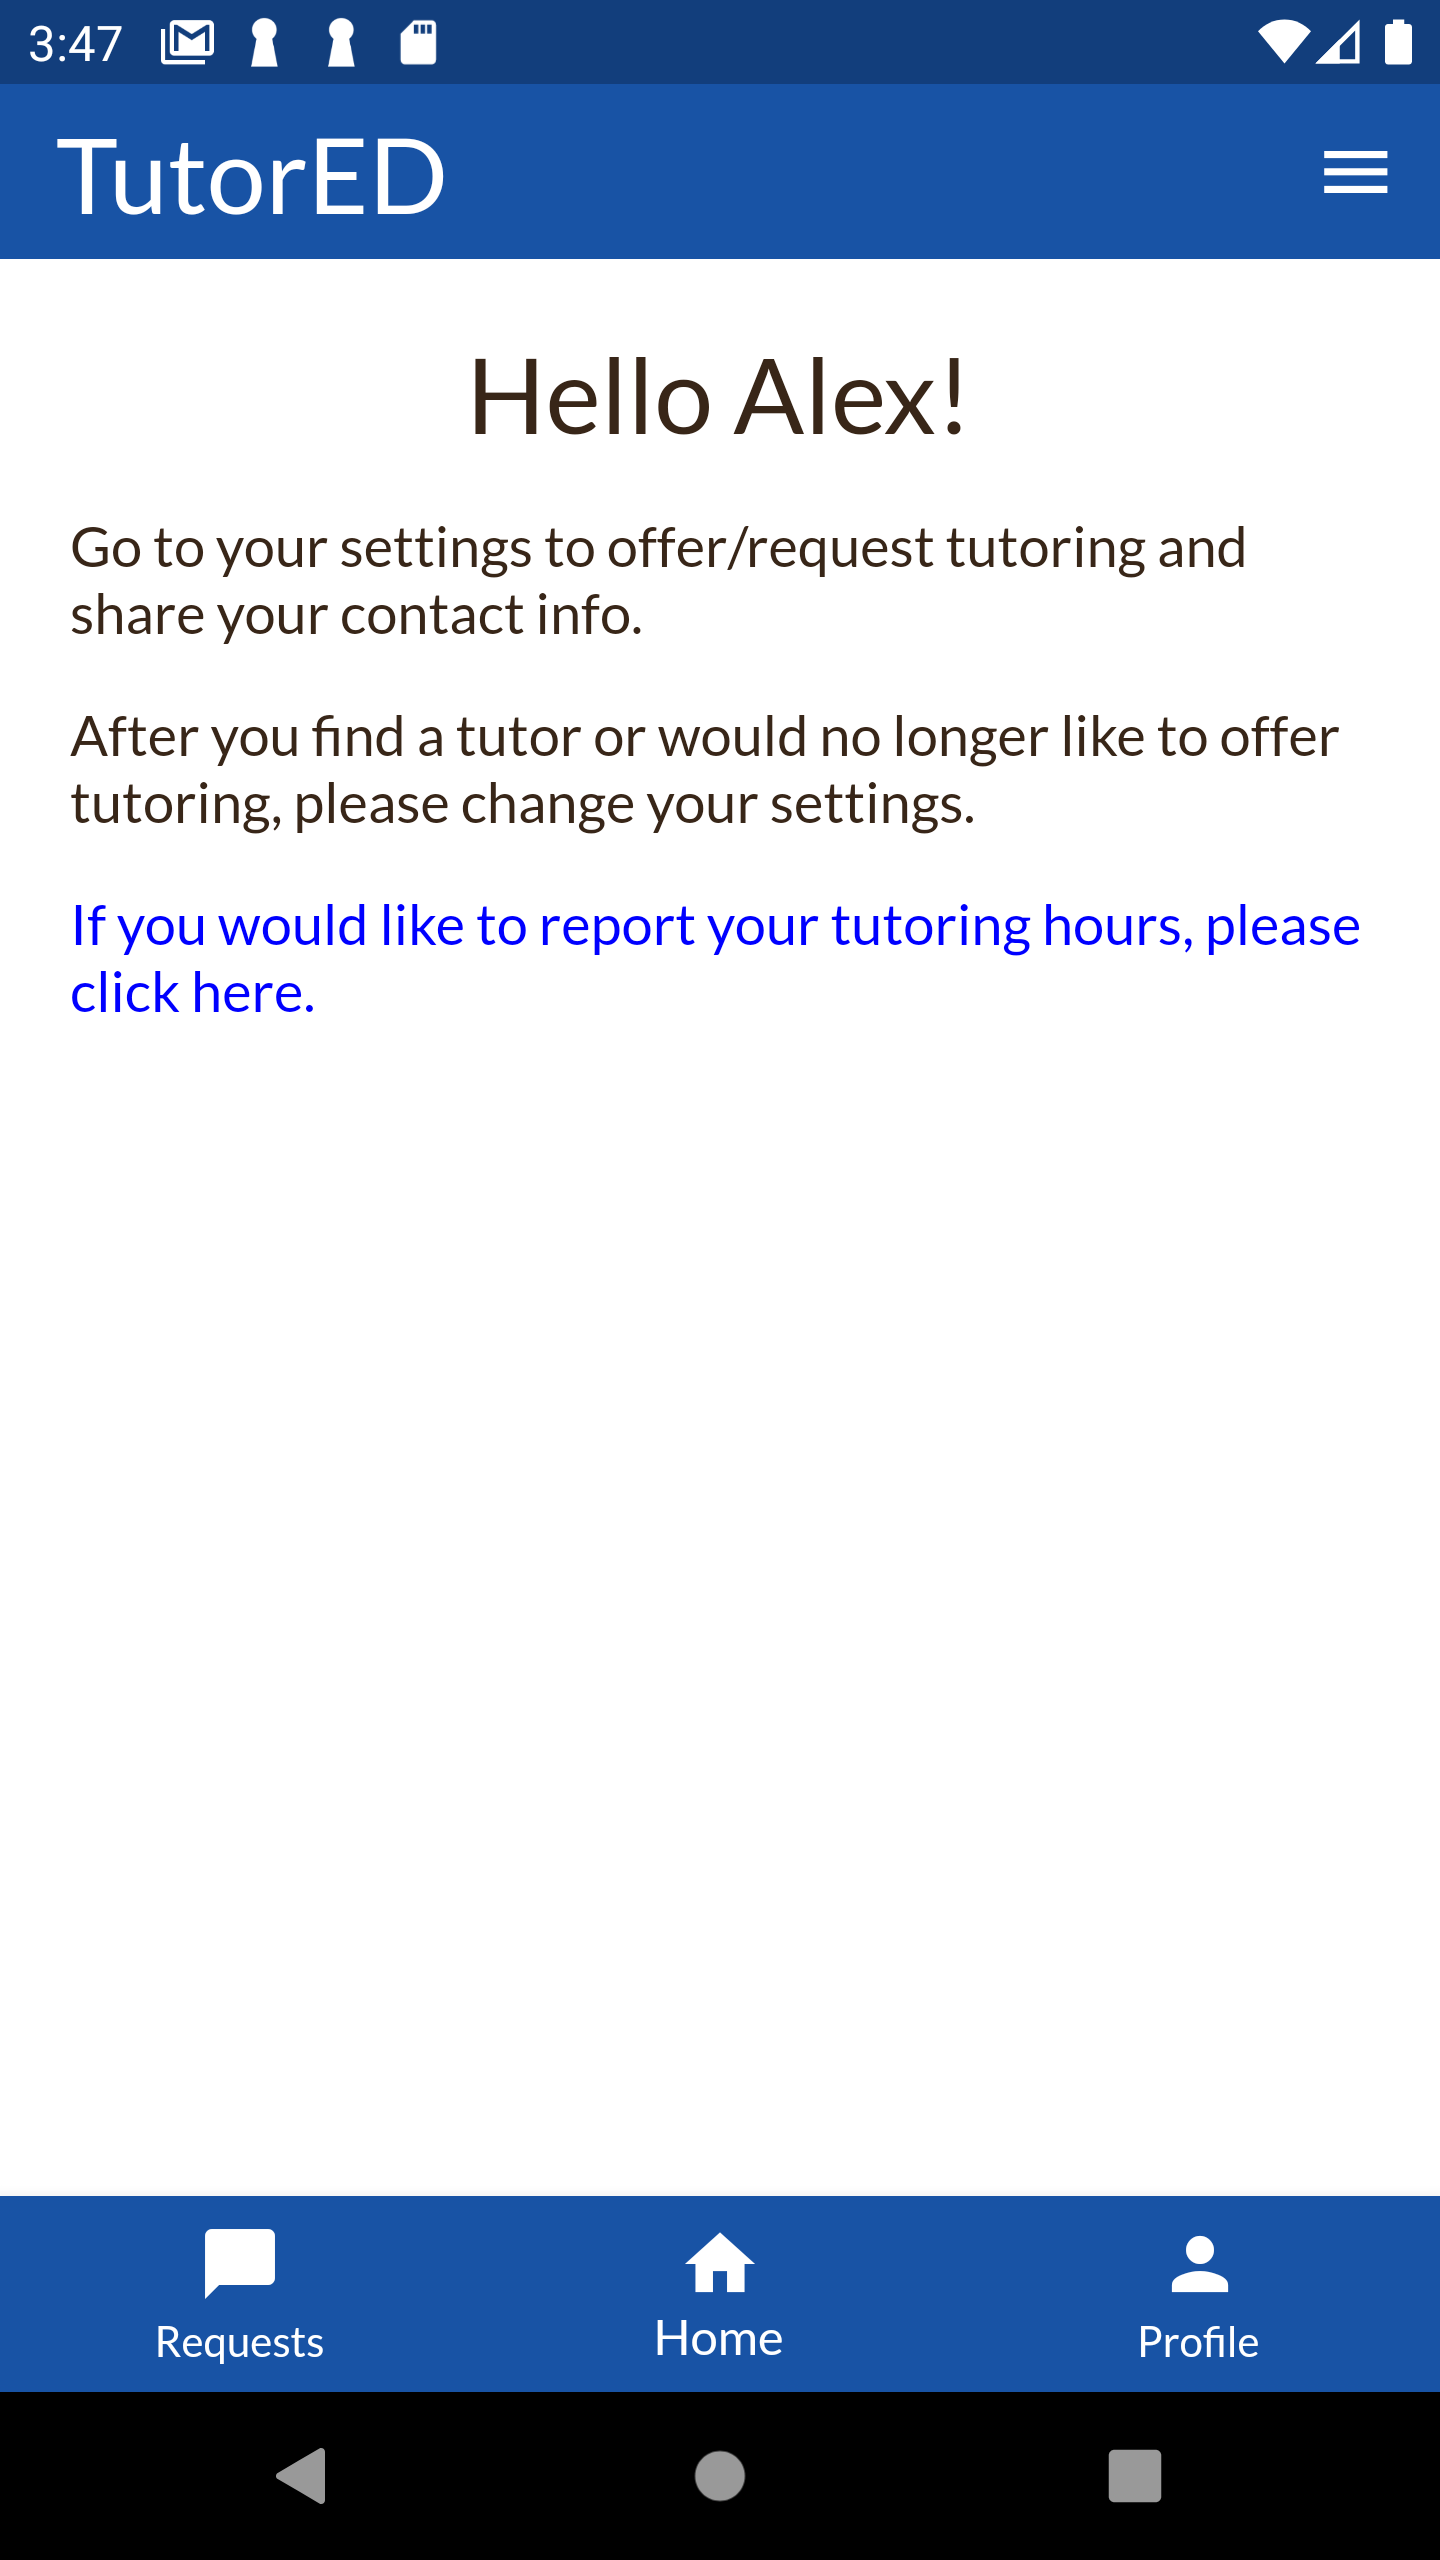 3:47
TutorED
Hello Alex!
Go to your settings to offer/request tutoring and
share your contact info.
After you find a tutor or would no longer like to offer
tutoring, please change your settings.
If you would like to report your tutoring hours, please
click here.
Requests
Home
Profile